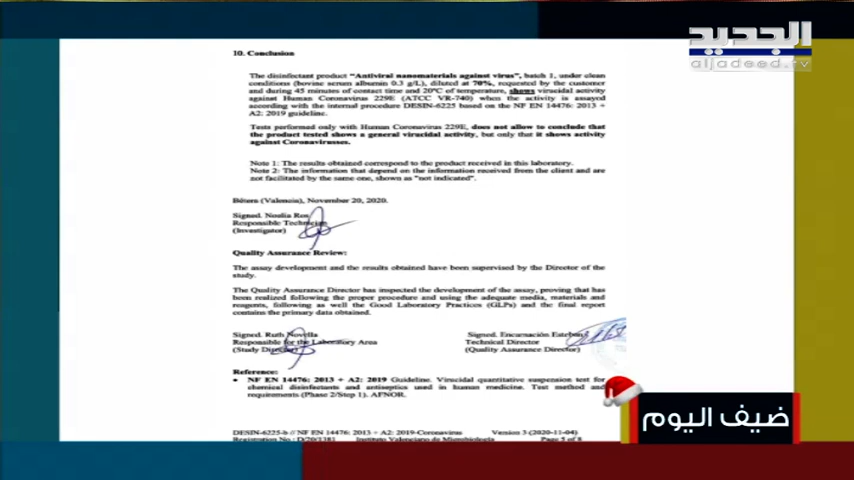 الجديد
aljadeed.tv
10. Conclusion
The disinfectant product "Antiviral nanomaterials against virus", batch 1, under clean
conditions (bovine serum albumin 0.3 g/L), diluted at 70%, requested by the customer
and during 45 minutes of contact time and 20ºC of temperature, shows virucidal activity
against Human Coronavirus 229E (ATCC VR-740) when the activity is assayed
according with the internal procedure DESIN-6225 based on the NF EN 14476: 2013 +
A2: 2019 guideline.
Tests performed only with Human Coronavirus 229E, does not allow to conclude that
the product tested shows a general virucidal activity, but only that it shows activity
against Coronaviruses.
Note 1: The results obtained correspond to the product received in this laboratory.
Note 2: The information that depend on the information received from the client and are
not facilitated by the same one, shown as "not indicated".
Bétera (Valencia), November 20, 2020.
Signed. Noelia Ros
Responsible Technician
(Investigator)
Quality Assurance Review:
The assay development and the results obtained have been supervised by the Director of the
study.
The Quality Assurance Director has inspected the development of the assay, proving that has
been realized following the proper procedure and using the adequate media, materials and
reagents, following as well the Good Laboratory Practices (GLPs) and the final report
contains the primary data obtained.
Signed. Ruth Novella
Responsible for the Laboratory Area
(Study Director)
Signed. Encarnación Esteban
Technical Director
(Quality Assurance Director)
Reference:
• NF EN 14476: 2013 + A2: 2019 Guideline. Virucidal quantitative suspension test for
chemical disinfectants and antiseptics used in human medicine. Test method and
requirements (Phase 2/Step 1). AFNOR.
ضيف اليوم
DESIN-6225-b // NF EN 14476: 2013 + A2: 2019-Coronavirus Version 3 (2020-11-04)
Registration No.: D/20/1381 Instituto Valenciano de Microbiología Page 5 of 8